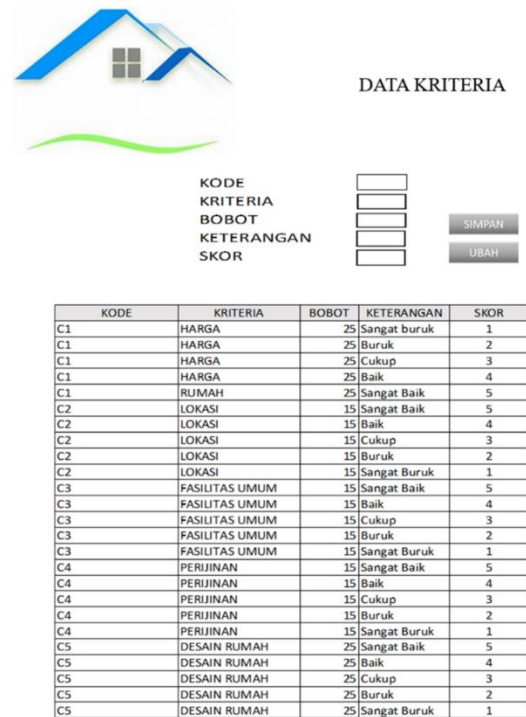 DATA KRITERIA
KODE
KRITERIA
BOBOT
KETERANGAN
SKOR
SIMPAN
UBAH
KODE KRITERIA BOBOT KETERANGAN SKOR
C1 HARGA 25 Sangat buruk 1
C1 HARGA 25 Buruk 2
C1 HARGA 25 Cukup 3
C1 HARGA 25 Baik 4
C1 RUMAH 25 Sangat Baik 5
C2 LOKASI 15 Sangat Baik 5
C2 LOKASI 15 Baik 4
C2 LOKASI 15 Cukup 3
C2 LOKASI 15 Buruk 2
C2 LOKASI 15 Sangat Buruk 1
C3 FASILITAS UMUM 15 Sangat Baik 5
C3 FASILITAS UMUM 15 Baik 4
C3 FASILITAS UMUM 15 Cukup 3
C3 FASILITAS UMUM 15 Buruk 2
C3 FASILITAS UMUM 15 Sangat Buruk 1
C4 PERIJINAN 15 Sangat Baik 5
C4 PERIJINAN 15 Baik 4
C4 PERIJINAN 15 Cukup 3
C4 PERIJINAN 15 Buruk 2
C4 PERIJINAN 15 Sangat Buruk 1
C5 DESAIN RUMAH 25 Sangat Baik 5
C5 DESAIN RUMAH 25 Baik 4
C5 DESAIN RUMAH 25 Cukup 3
C5 DESAIN RUMAH 25 Buruk 2
C5 DESAIN RUMAH 25 Sangat Buruk 1